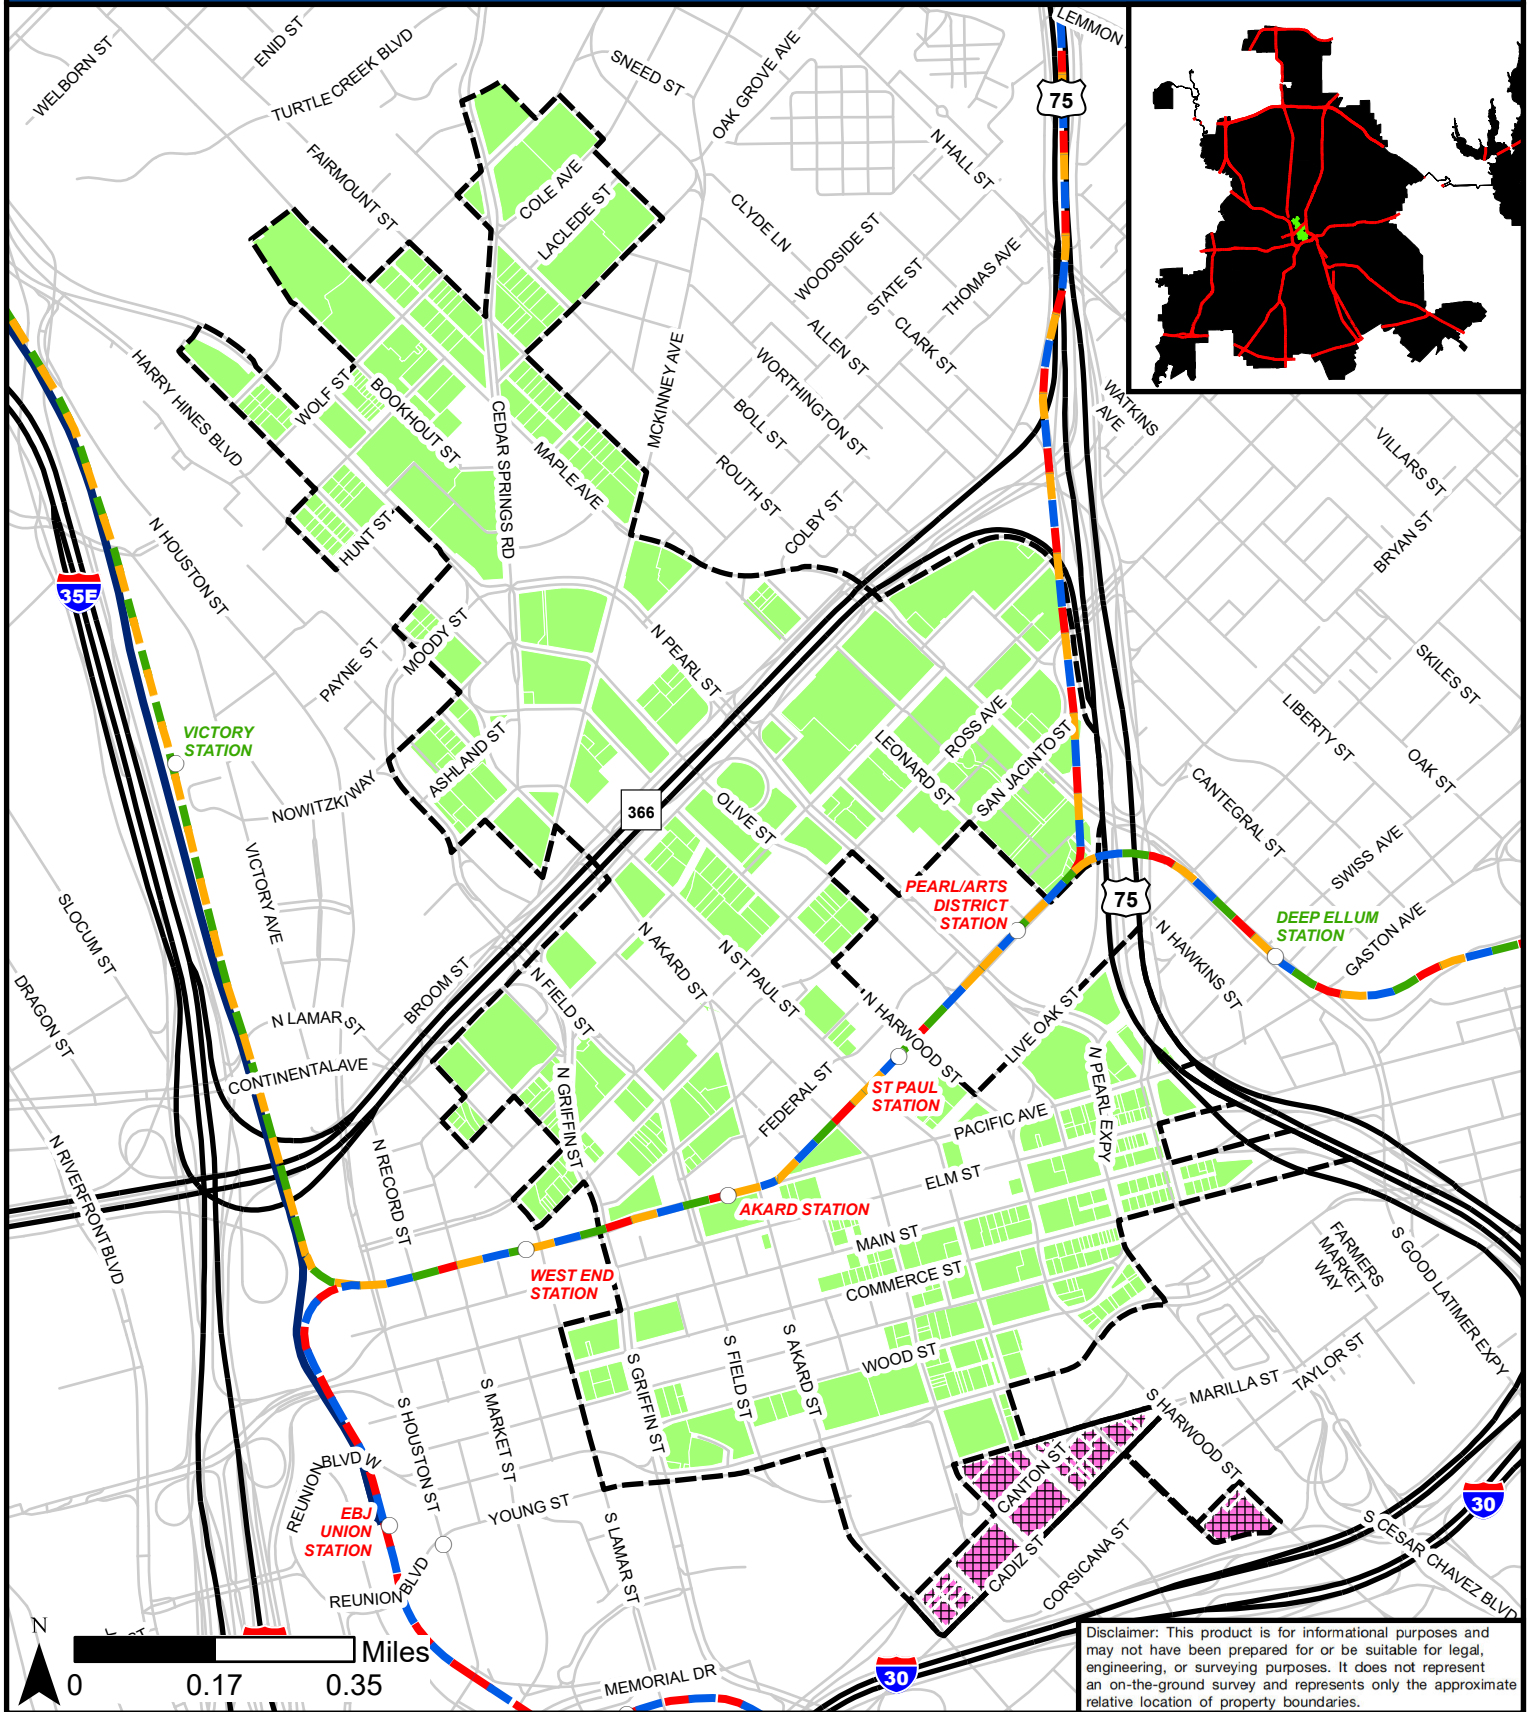 LEMMON
WELBORN ST
ENID ST
TURTLE CREEK BLVD
SNEED ST
OAK GROVE AVE
75
N HALL ST
FAIRMOUNT ST
COLE AVE
LACLEDE ST
CLYDE LN
WOODSIDE ST
STATE ST
THOMAS AVE
ALLEN ST
CLARK ST
HARRY HINES BLVD
WOLF ST
BOOKHOUT ST
CEDAR SPRINGS RD
MAPLE AVE
MCKINNEY AVE
WORTHINGTON ST
BOLL ST
ROUTH ST
COLBY ST
WATKINS
AVE
VILLARS ST
BRYAN ST
HUNT ST
N HOUSTON ST
35E
MOODY ST
PAYNE ST
N PEARL ST
SKILES ST
LIBERTY ST
OAK ST
VICTORY
STATION
ASHLAND ST
NOWITZKI WAY
366
OLIVE ST
LEONARD ST
ROSS AVE
SAN JACINTO ST
CANTEGRAL ST
SWISS AVE
VICTORY AVE
SLOCUM ST
DRAGON ST
PEARL/ARTS
DISTRICT
STATION
75
DEEP ELLUM
STATION
GASTON AVE
N HAWKINS ST
N AKARD ST
N ST PAUL ST
N FIELD ST
BROOM ST
N LAMAR ST
CONTINENTAL AVE
N HARWOOD ST
LIVE OAK ST
N PEARL EXPY
N GRIFFIN ST
FEDERAL ST
ST PAUL
STATION
PACIFIC AVE
ELM ST
N RIVERFRONT BLVD
N RECORD ST
AKARD STATION
MAIN ST
COMMERCE ST
WEST END
STATION
FARMERS
MARKET
WAY
S GOOD LATIMER EXPY
WOOD ST
S GRIFFIN ST
S FIELD ST
S AKARD ST
S MARKET ST
S HOUSTON ST
MARILLA ST
TAYLOR ST
S HARWOOD ST
REUNION BLVD W
YOUNG ST
CANTON ST
CADIZ ST
CORSICANA ST
30
S CESAR CHAVEZ BLVD
EBJ
UNION
STATION
REUNION BLVD
S LAMAR ST
MEMORIAL DR
30
N
Miles
0 0.17 0.35
Disclaimer: This product is for informational purposes and
may not have been prepared for or be suitable for legal,
engineering, or surveying purposes. It does not represent
an on-the-ground survey and represents only the approximate
relative location of property boundaries.